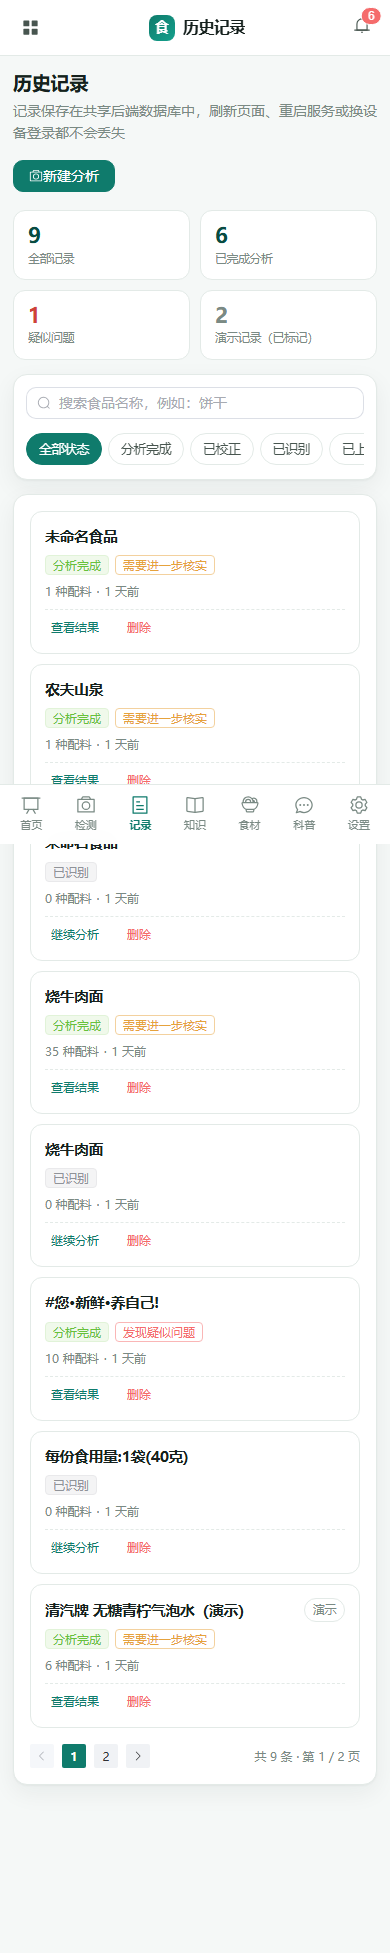 食 历史记录
6
历史记录
记录保存在共享后端数据库中，刷新页面、重启服务或换设
备登录都不会丢失
新建分析
9
全部记录
6
已完成分析
1
疑似问题
2
演示记录（已标记）
搜索食品名称，例如：饼干
全部状态 分析完成 已校正 已识别 已上
未命名食品
分析完成 需要进一步核实
1 种配料 · 1 天前
查看结果 删除
农夫山泉
分析完成 需要进一步核实
1 种配料 · 1 天前
查看结果 删除
首页 检测 记录 知识 食材 科普 设置
未命名食品
已识别
0 种配料 · 1 天前
继续分析 删除
烧牛肉面
分析完成 需要进一步核实
35 种配料 · 1 天前
查看结果 删除
烧牛肉面
已识别
0 种配料 · 1 天前
继续分析 删除
#您•新鲜•养自己!
分析完成 发现疑似问题
10 种配料 · 1 天前
查看结果 删除
每份食用量:1袋(40克)
已识别
0 种配料 · 1 天前
继续分析 删除
清汽牌 无糖青柠气泡水（演示） 演示
分析完成 需要进一步核实
6 种配料 · 1 天前
查看结果 删除
1 2 共 9 条 · 第 1 / 2 页